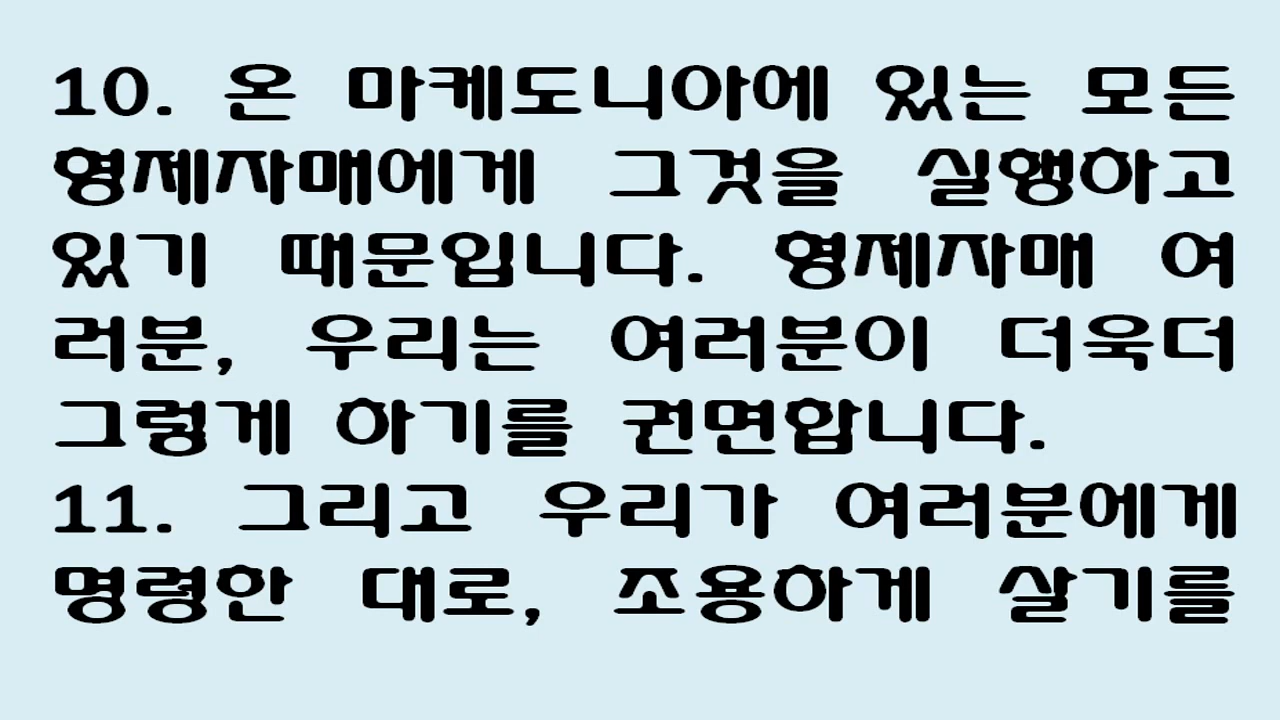 10. 온 마케도니아에 있는 모든
형제자매에게 그것을 실행하고
있기 때문입니다. 형제자매 여
러분, 우리는 여러분이 더욱더
그렇게 하기를 권면합니다.
11. 그리고 우리가 여러분에게
명령한 대로, 조용하게 살기를